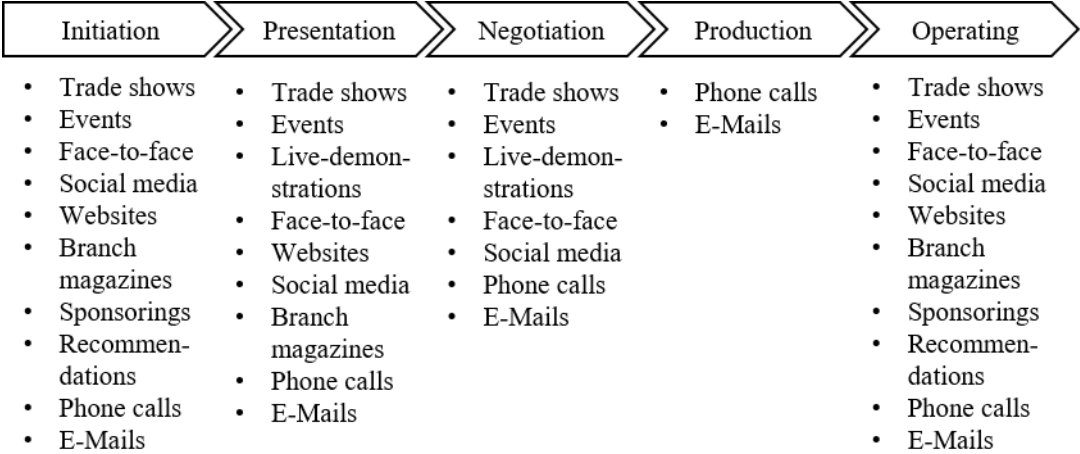 Initiation
Presentation
Negotiation
Production
Operating
• Trade shows
• Events
• Face-to-face
• Social media
• Websites
• Branch
magazines
• Sponsorings
• Recommen-
dations
• Phone calls
• E-Mails
• Trade shows
• Events
• Live-demon-
strations
• Face-to-face
• Websites
• Social media
• Branch
magazines
• Phone calls
• E-Mails
• Trade shows
• Events
• Live-demon-
strations
• Face-to-face
• Social media
• Phone calls
• E-Mails
• Phone calls
• E-Mails
• Trade shows
• Events
• Face-to-face
• Social media
• Websites
• Branch
magazines
• Sponsorings
• Recommen-
dations
• Phone calls
• E-Mails